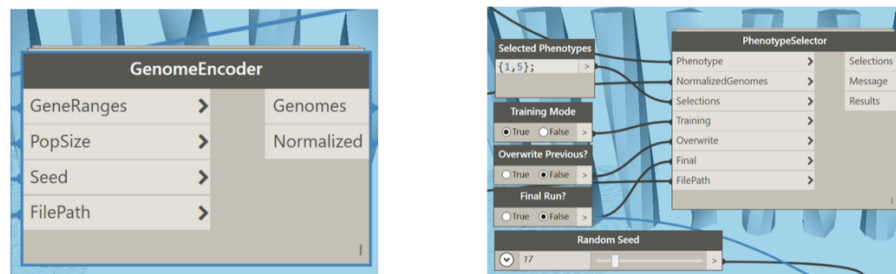 GenomeEncoder
GeneRanges > Genomes
PopSize > Normalized
Seed >
FilePath >
I
Selected Phenotypes
{1,5}; >
Training Mode
True False >
Overwrite Previous?
True False >
Final Run?
True False >
Random Seed
17 >
PhenotypeSelector
Phenotype > Selections
NormalizedGenomes > Message
Selections > Results
Training >
Overwrite >
Final >
FilePath >
I